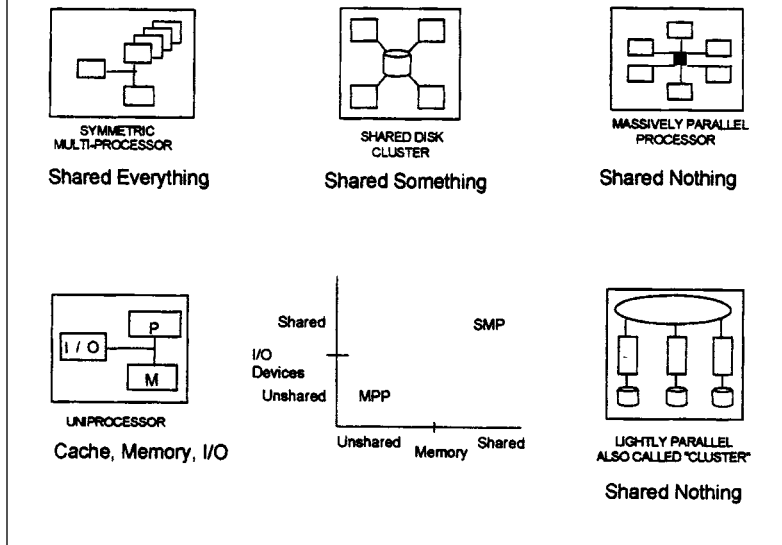 SYMMETRIC
MULTI-PROCESSOR
Shared Everything
SHARED DISK
CLUSTER
Shared Something
MASSIVELY PARALLEL
PROCESSOR
Shared Nothing
I / O
P
M
UNIPROCESSOR
Cache, Memory, I/O
Shared
SMP
I/O
Devices
Unshared
MPP
Unshared
Memory
Shared
LIGHTLY PARALLEL
ALSO CALLED "CLUSTER"
Shared Nothing